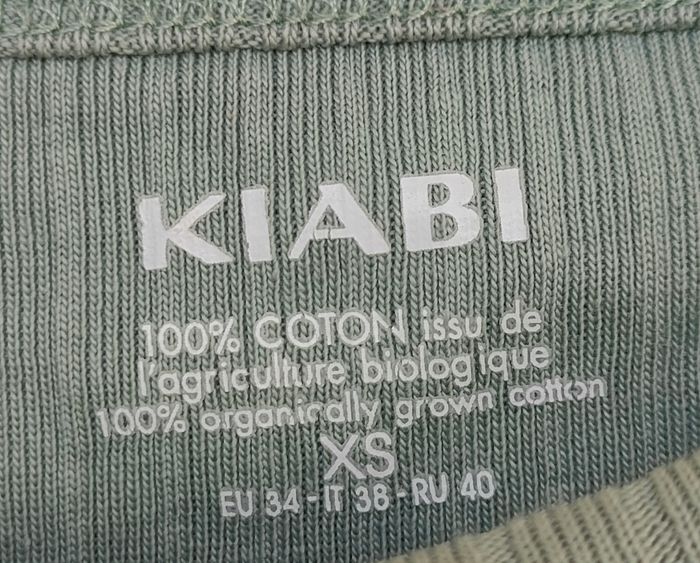 KIABI
100% COTON issu de
l'agriculture biologique
100% organically grown cotton
XS
EU 34 - IT 38 - RU 40